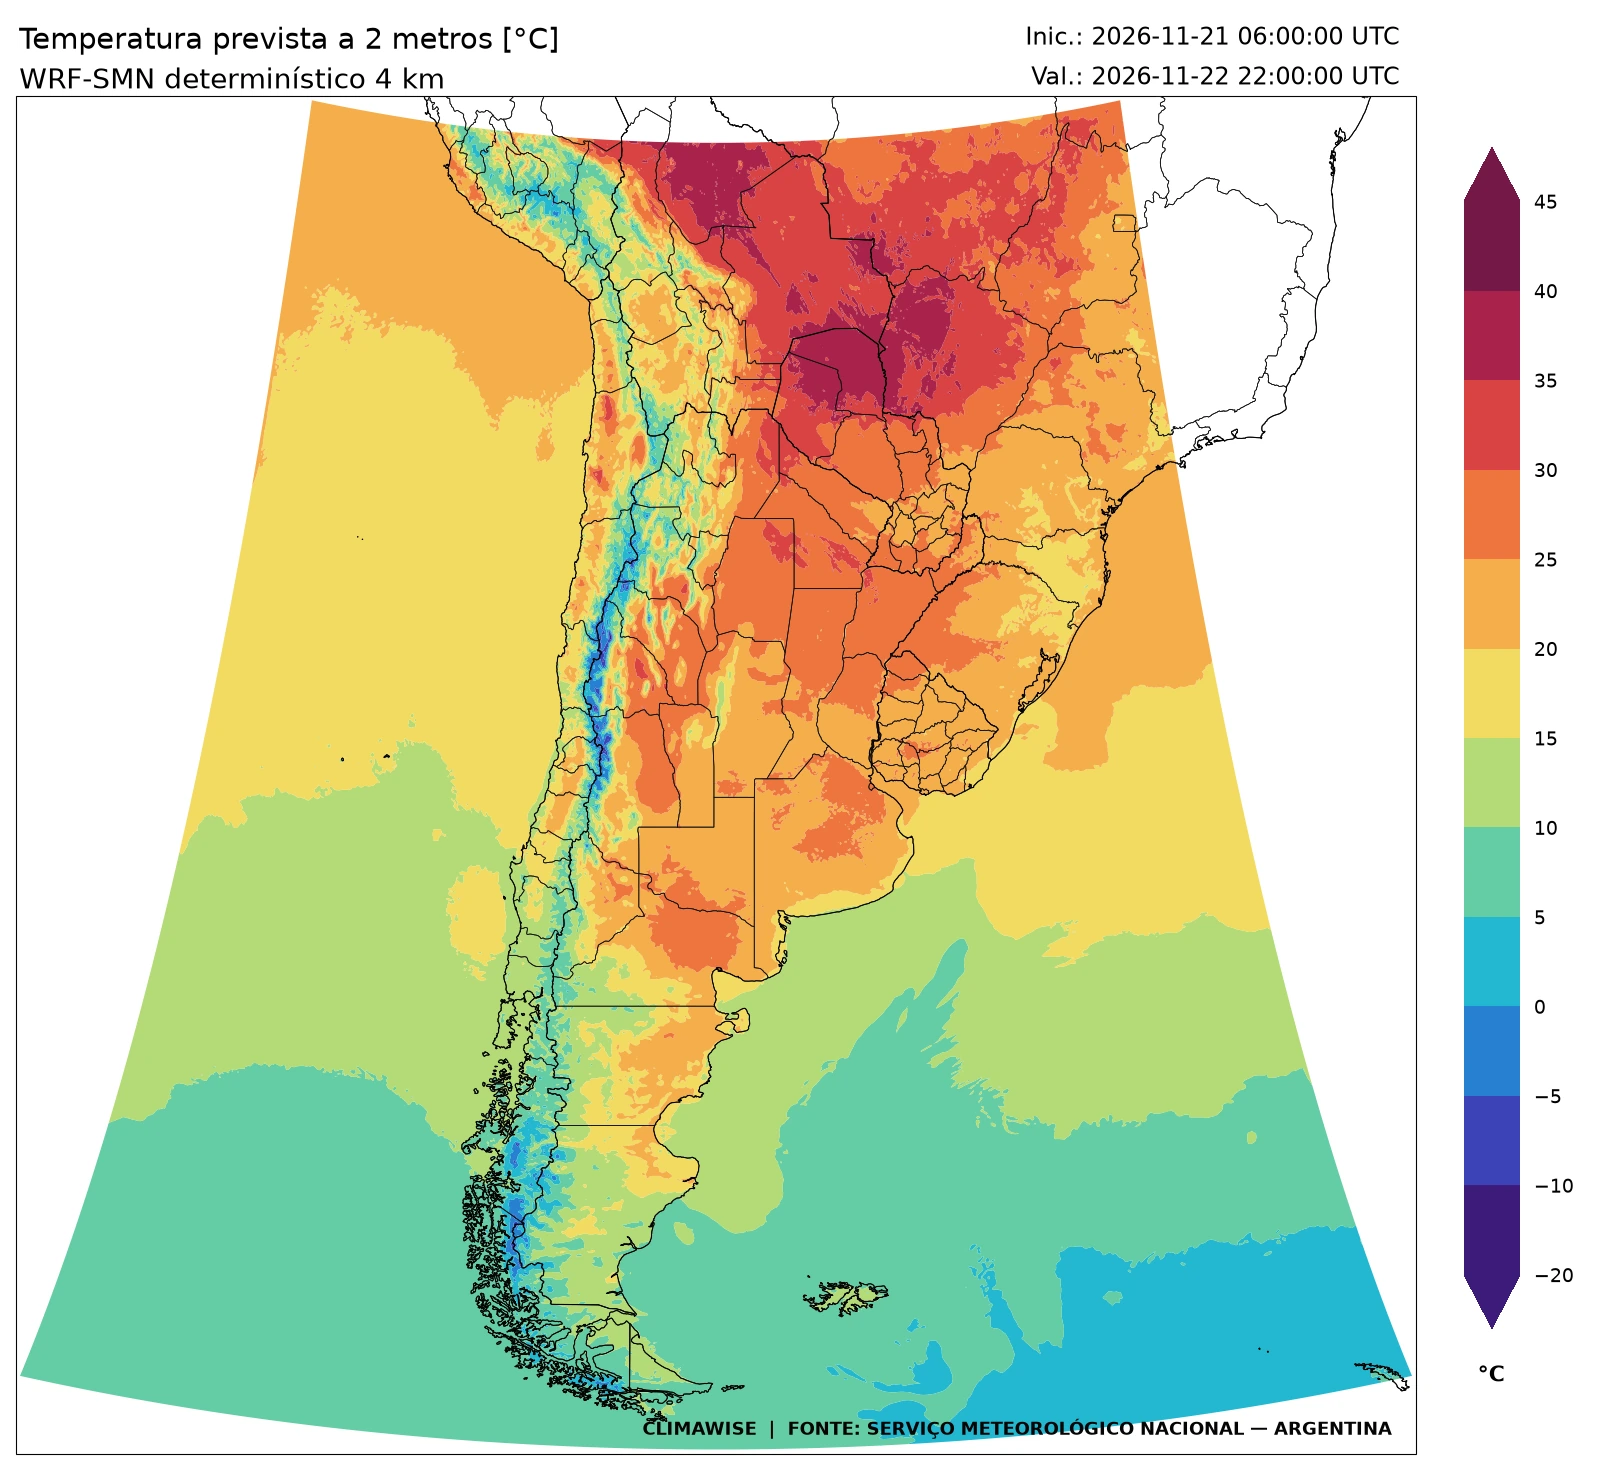 Temperatura prevista a 2 metros [°C]
WRF-SMN determinístico 4 km
Inic.: 2026-11-21 06:00:00 UTC
Val.: 2026-11-22 22:00:00 UTC
45
40
35
30
25
20
15
10
5
0
−5
−10
−20
°C
CLIMAWISE | FONTE: SERVIÇO METEOROLÓGICO NACIONAL — ARGENTINA